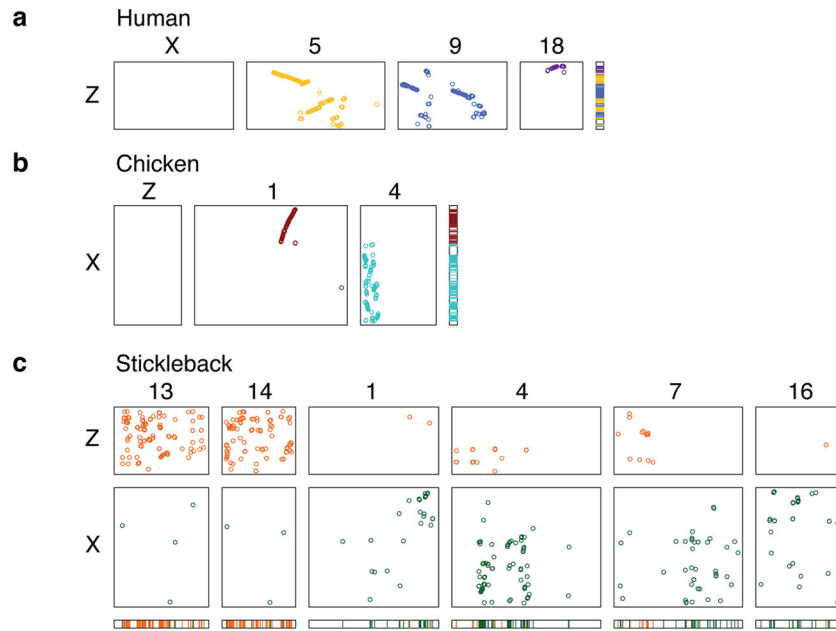 a Human
X 5 9 18
Z
b Chicken
Z 1 4
X
c Stickleback
13 14 1 4 7 16
Z
X